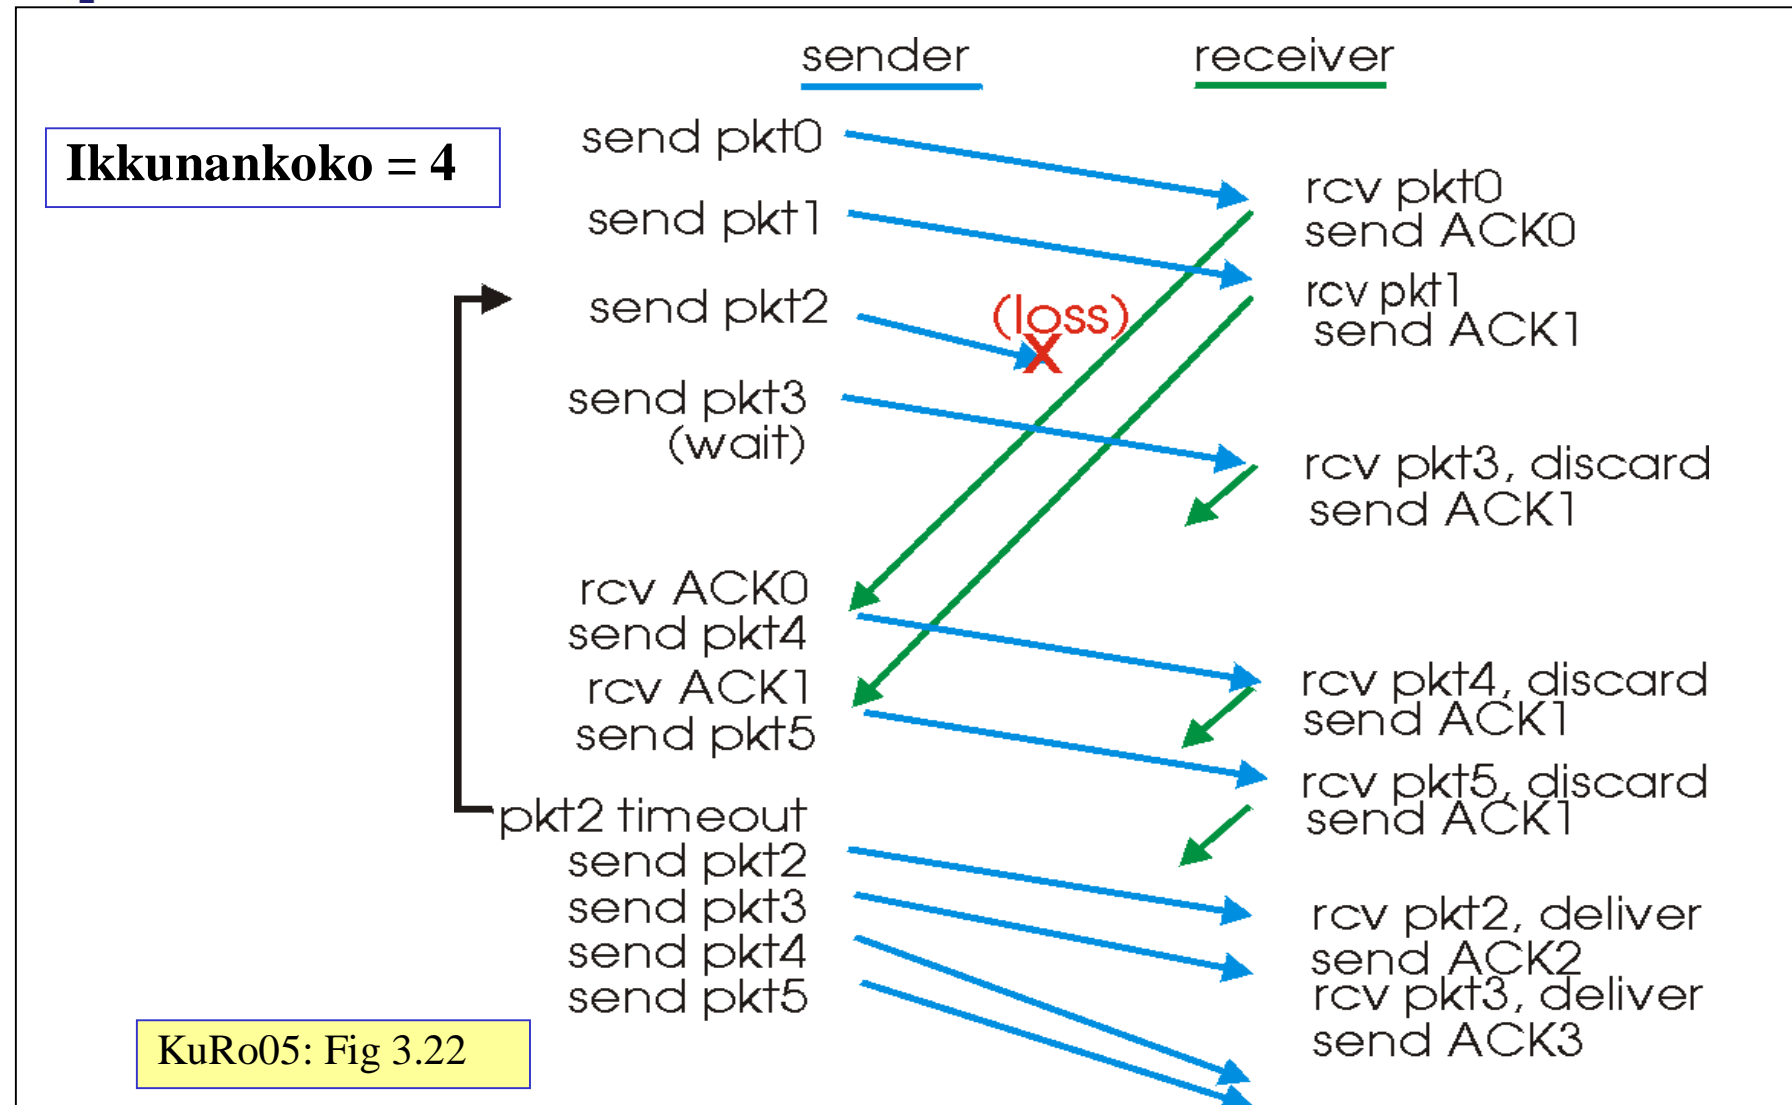 sender receiver
Ikkunankoko = 4
send pkt0
send pkt1
send pkt2
send pkt3
(wait)
rcv ACK0
send pkt4
rcv ACK1
send pkt5
pkt2 timeout
send pkt2
send pkt3
send pkt4
send pkt5
(loss)
X
rcv pkt0
send ACK0
rcv pkt1
send ACK1
rcv pkt3, discard
send ACK1
rcv pkt4, discard
send ACK1
rcv pkt5, discard
send ACK1
rcv pkt2, deliver
send ACK2
rcv pkt3, deliver
send ACK3
KuRo05: Fig 3.22